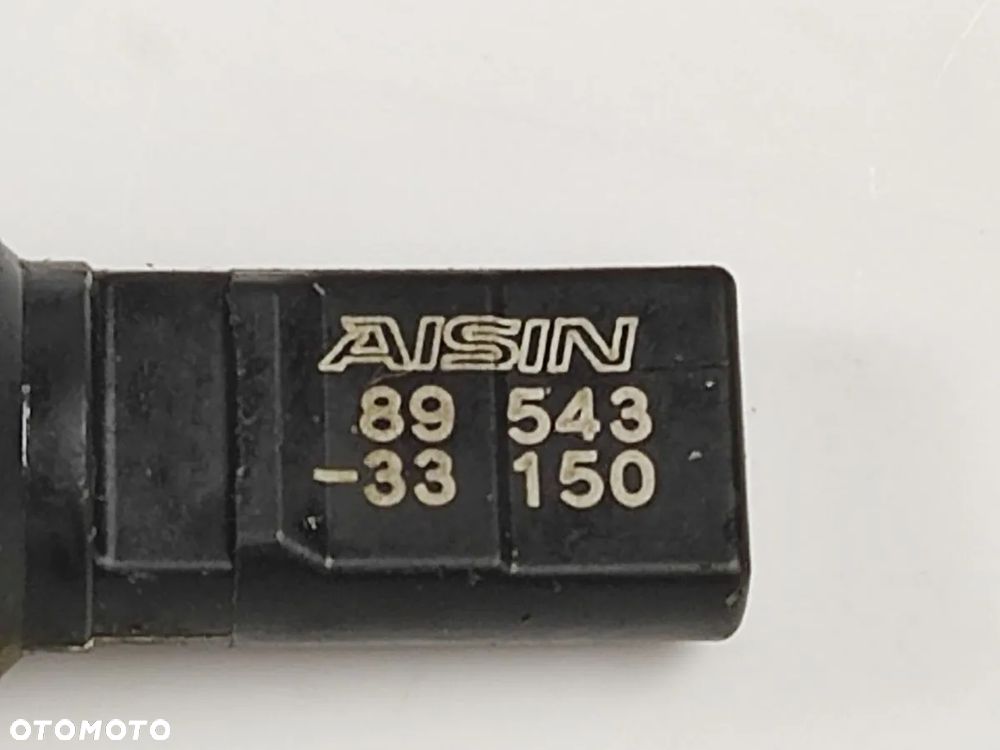 AISIN
89 543
-33 150
OTOMOTO